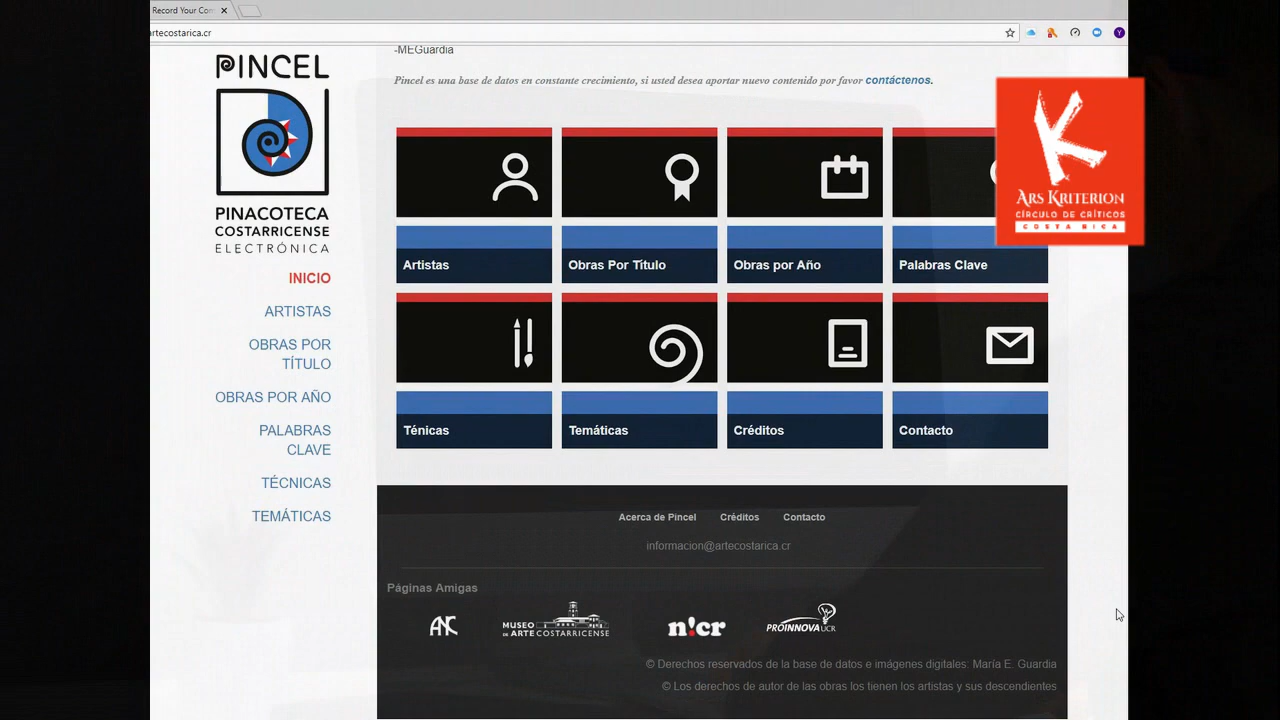 Record Your Com
artecostarica.cr
-MEGuardia
Pincel es una base de datos en constante crecimiento, si usted desea aportar nuevo contenido por favor contáctenos.
PINCEL
PINACOTECA
COSTARRICENSE
ELECTRÓNICA
INICIO
ARTISTAS
OBRAS POR
TÍTULO
OBRAS POR AÑO
PALABRAS
CLAVE
TÉCNICAS
TEMÁTICAS
K
ARS KRITERION
CÍRCULO DE CRÍTICOS
COSTA RICA
Artistas
Obras Por Título
Obras por Año
Palabras Clave
Ténicas
Temáticas
Créditos
Contacto
Acerca de Pincel Créditos Contacto
informacion@artecostarica.cr
Páginas Amigas
ANC
MUSEO
DE ARTE COSTARRICENSE
n!cr
PROINNOVA UCR
© Derechos reservados de la base de datos e imágenes digitales: María E. Guardia
© Los derechos de autor de las obras los tienen los artistas y sus descendientes